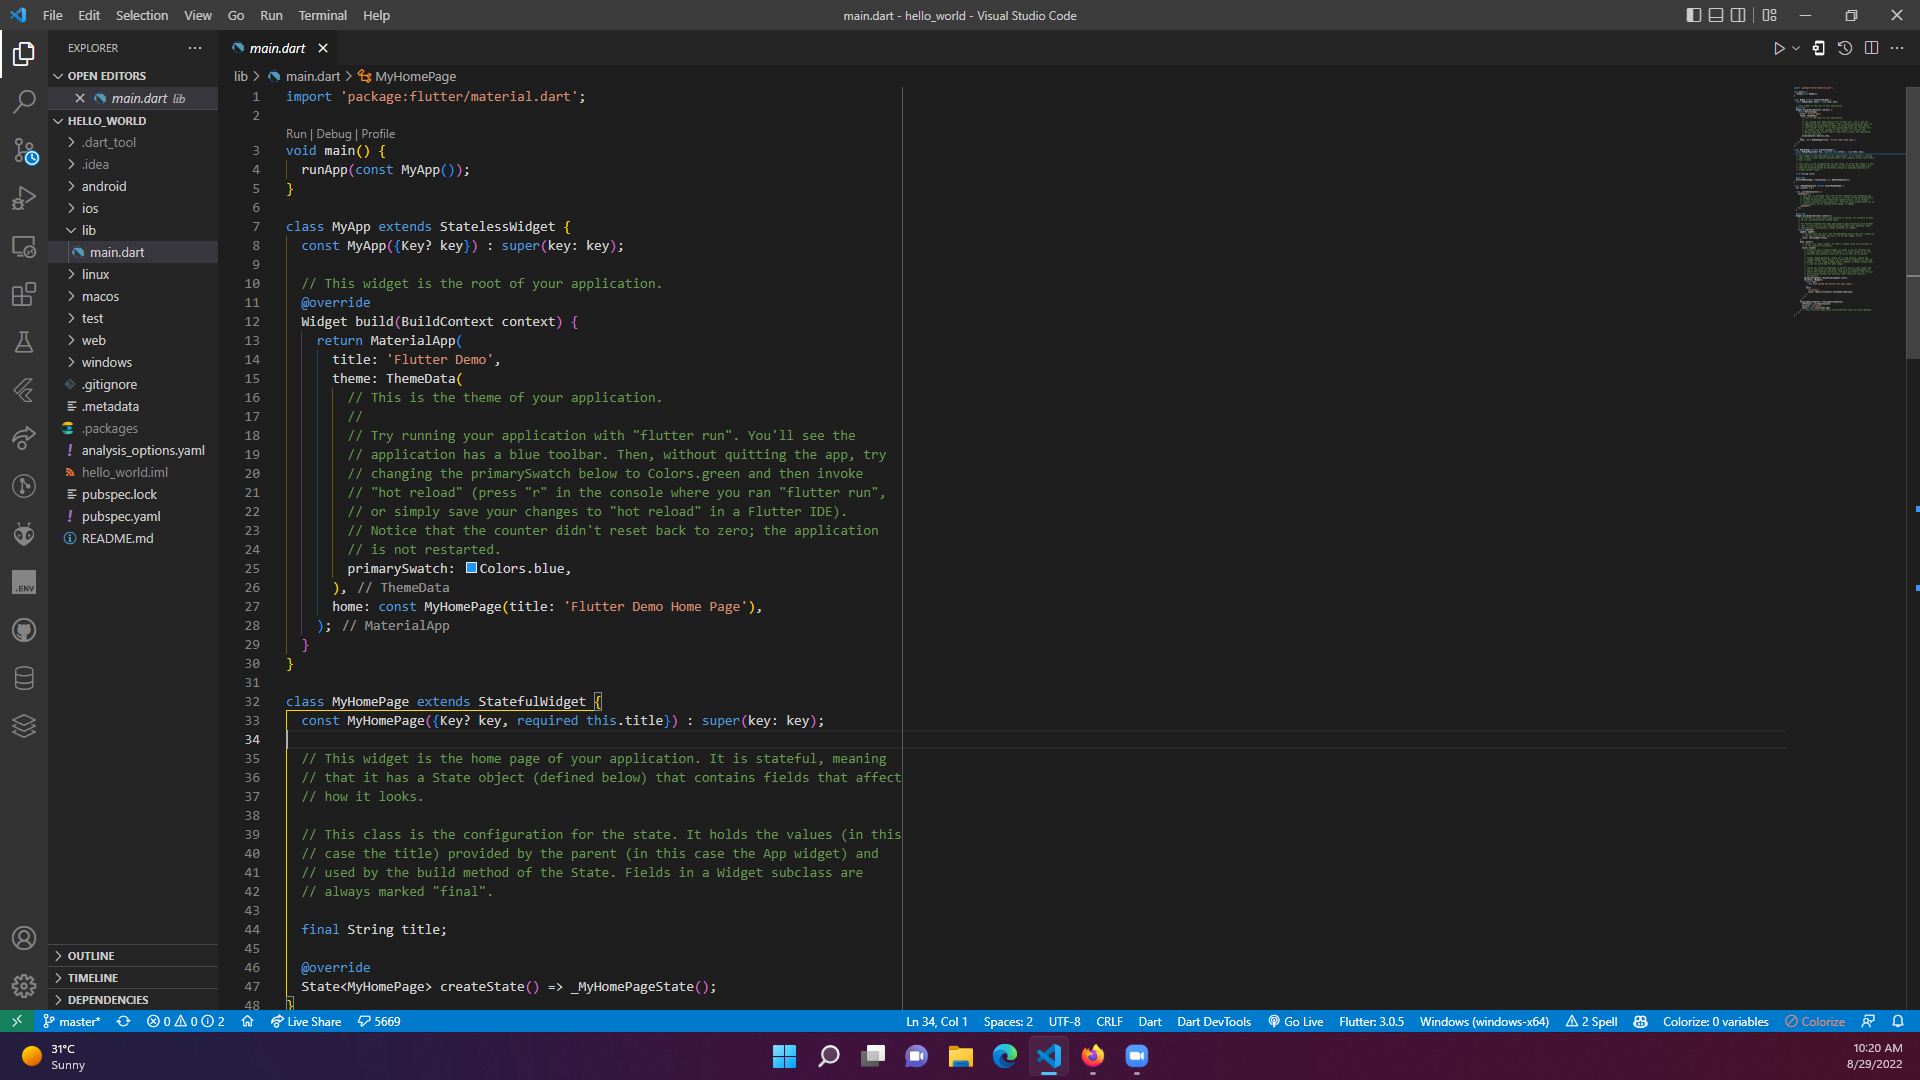 File Edit Selection View Go Run Terminal Help
main.dart - hello_world - Visual Studio Code
EXPLORER
OPEN EDITORS
main.dart lib
HELLO_WORLD
.dart_tool
.idea
android
ios
lib
main.dart
linux
macos
test
web
windows
.gitignore
.metadata
.packages
analysis_options.yaml
hello_world.iml
pubspec.lock
pubspec.yaml
README.md
OUTLINE
TIMELINE
DEPENDENCIES
.ENV
main.dart
lib > main.dart > MyHomePage
1 import 'package:flutter/material.dart';
2
Run | Debug | Profile
3 void main() {
4 runApp(const MyApp());
5 }
6
7 class MyApp extends StatelessWidget {
8 const MyApp({Key? key}) : super(key: key);
9
10 // This widget is the root of your application.
11 @override
12 Widget build(BuildContext context) {
13 return MaterialApp(
14 title: 'Flutter Demo',
15 theme: ThemeData(
16 // This is the theme of your application.
17 //
18 // Try running your application with "flutter run". You'll see the
19 // application has a blue toolbar. Then, without quitting the app, try
20 // changing the primarySwatch below to Colors.green and then invoke
21 // "hot reload" (press "r" in the console where you ran "flutter run",
22 // or simply save your changes to "hot reload" in a Flutter IDE).
23 // Notice that the counter didn't reset back to zero; the application
24 // is not restarted.
25 primarySwatch: Colors.blue,
26 ), // ThemeData
27 home: const MyHomePage(title: 'Flutter Demo Home Page'),
28 ); // MaterialApp
29 }
30 }
31
32 class MyHomePage extends StatefulWidget {
33 const MyHomePage({Key? key, required this.title}) : super(key: key);
34
35 // This widget is the home page of your application. It is stateful, meaning
36 // that it has a State object (defined below) that contains fields that affect
37 // how it looks.
38
39 // This class is the configuration for the state. It holds the values (in this
40 // case the title) provided by the parent (in this case the App widget) and
41 // used by the build method of the State. Fields in a Widget subclass are
42 // always marked "final".
43
44 final String title;
45
46 @override
47 State<MyHomePage> createState() => _MyHomePageState();
48 }
master* 0 0 2 Live Share 5669 Ln 34, Col 1 Spaces: 2 UTF-8 CRLF Dart Dart DevTools Go Live Flutter: 3.0.5 Windows (windows-x64) 2 Spell Colorize: 0 variables Colorize
31°C
Sunny
10:20 AM
8/29/2022